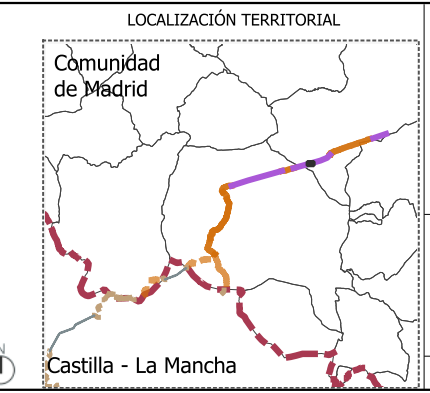 LOCALIZACIÓN TERRITORIAL
Comunidad
de Madrid
N
Castilla - La Mancha